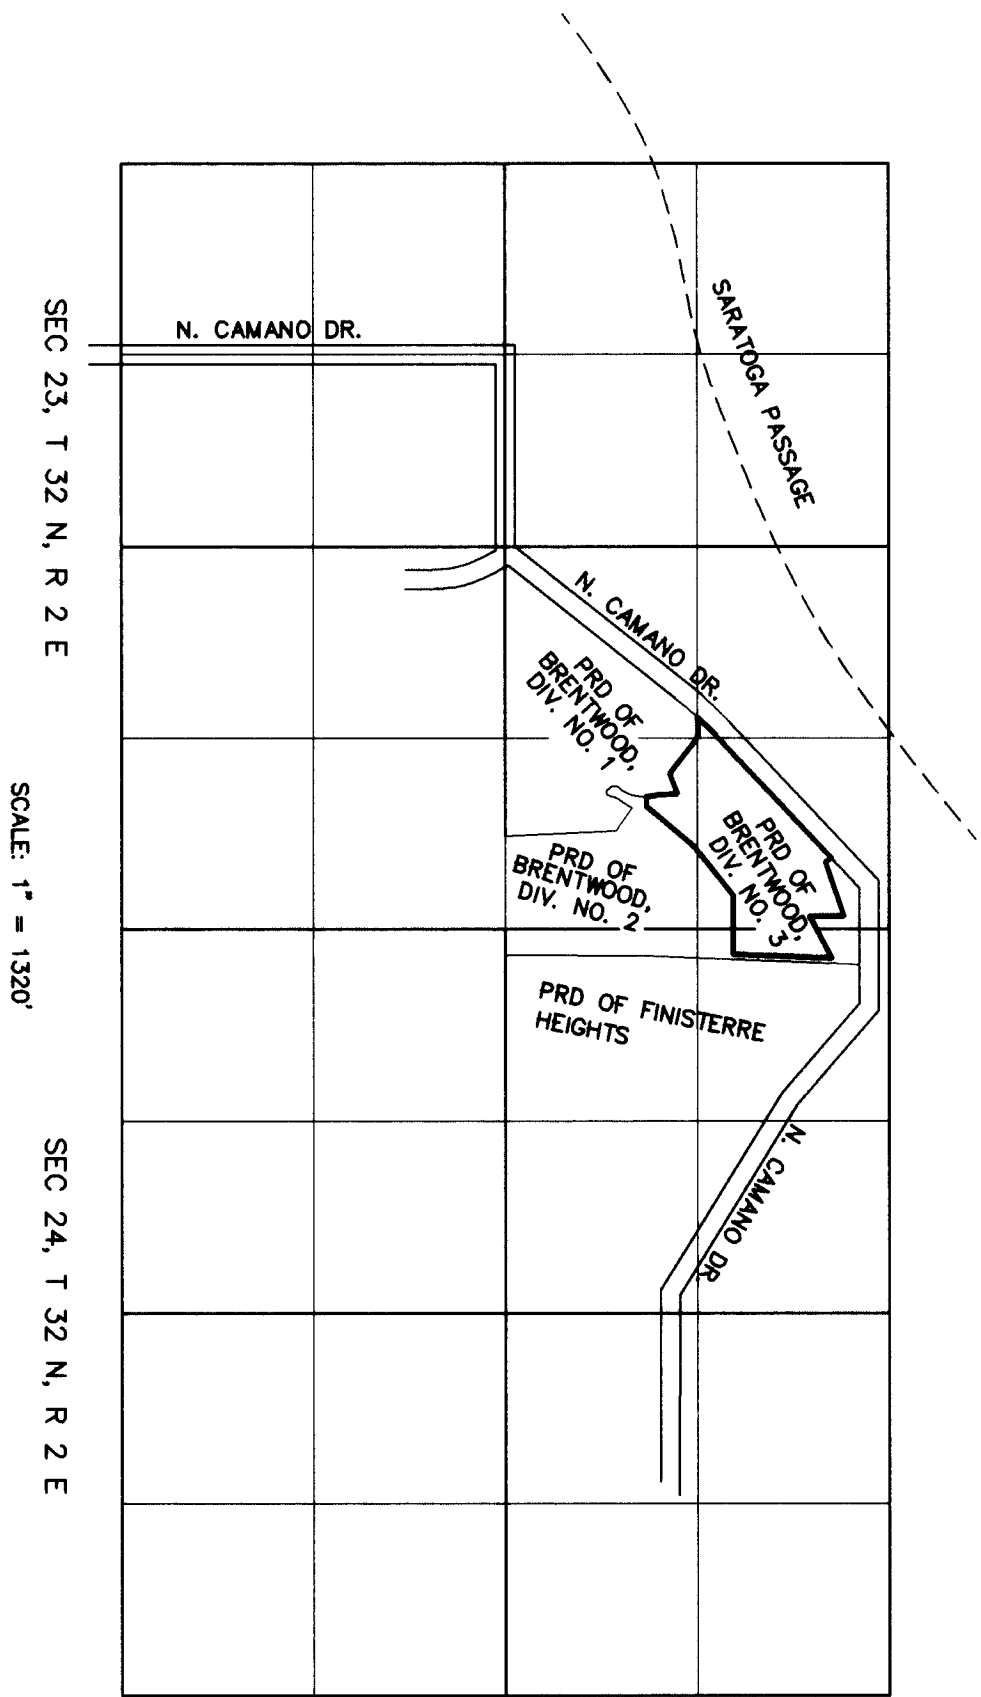 SARATOGA PASSAGE
N. CAMANO DR.
N. CAMANO DR.
PRD OF
BRENTWOOD,
DIV. NO. 1
PRD OF
BRENTWOOD,
DIV. NO. 3
PRD OF
BRENTWOOD,
DIV. NO. 2
PRD OF FINISTERRE
HEIGHTS
N. CAMANO DR.
SEC 23, T 32 N, R 2 E
SEC 24, T 32 N, R 2 E
SCALE: 1" = 1320'